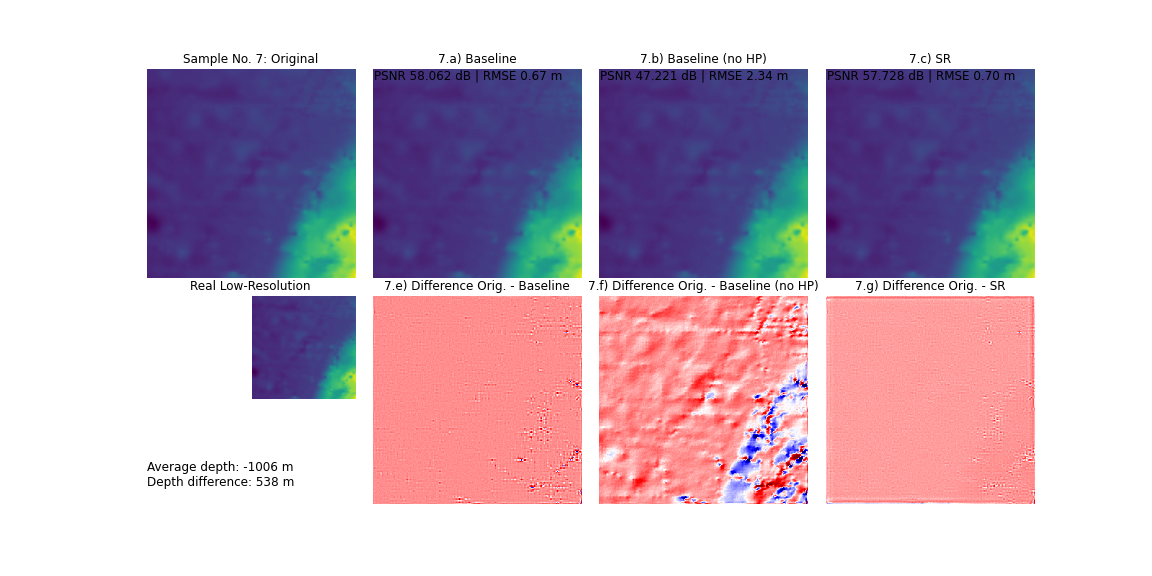 Sample No. 7: Original
7.a) Baseline
7.b) Baseline (no HP)
7.c) SR
PSNR 58.062 dB | RMSE 0.67 m
PSNR 47.221 dB | RMSE 2.34 m
PSNR 57.728 dB | RMSE 0.70 m
Real Low-Resolution
7.e) Difference Orig. - Baseline
7.f) Difference Orig. - Baseline (no HP)
7.g) Difference Orig. - SR
Average depth: -1006 m
Depth difference: 538 m